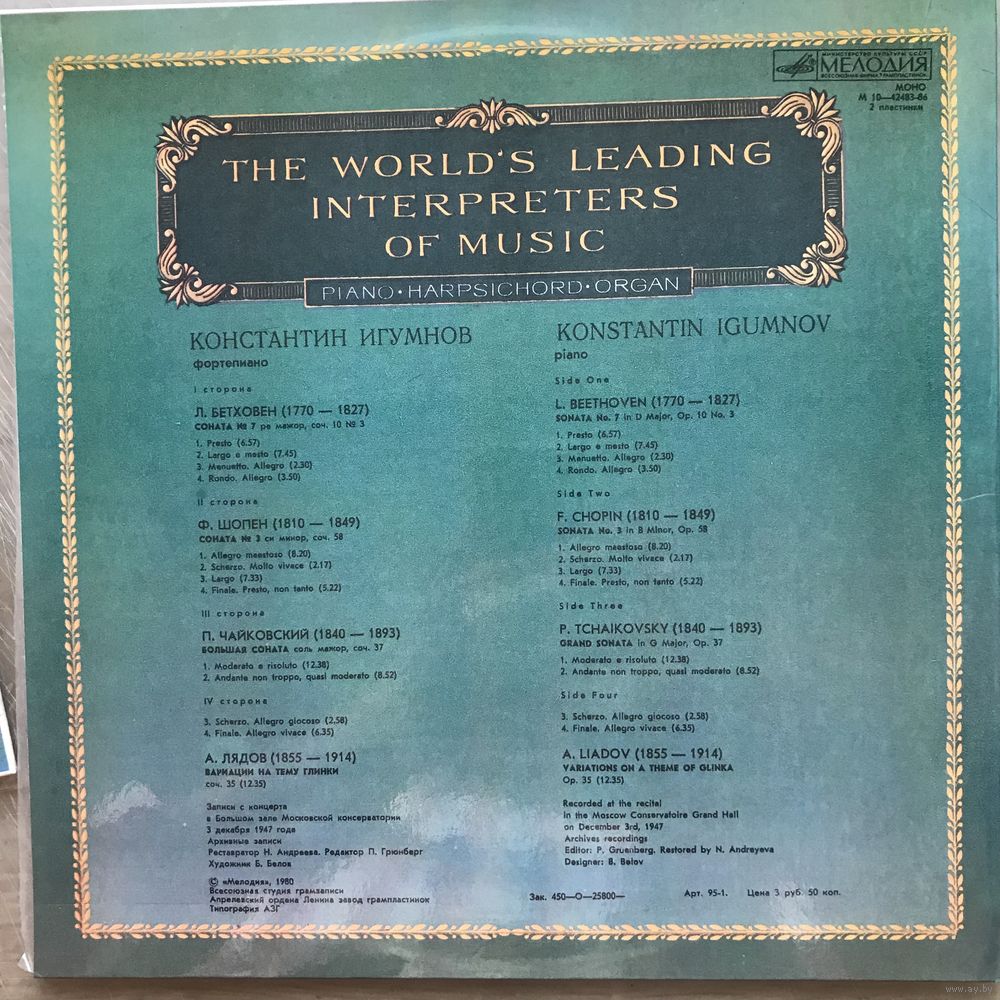 МИНИСТЕРСТВО КУЛЬТУРЫ СССР
МЕЛОДИЯ
ВСЕСОЮЗНАЯ ФИРМА ГРАМПЛАСТИНОК
МОНО
М 10—42483-86
2 пластинки
THE WORLD'S LEADING
INTERPRETERS
OF MUSIC
PIANO·HARPSICHORD·ORGAN
КОНСТАНТИН ИГУМНОВ
фортепиано
I сторона
Л. БЕТХОВЕН (1770 — 1827)
СОНАТА № 7 ре мажор, соч. 10 № 3
1. Presto (6.57)
2. Largo e mesto (7.45)
3. Menuetto. Allegro (2.30)
4. Rondo. Allegro (3.50)
II сторона
Ф. ШОПЕН (1810 — 1849)
СОНАТА № 3 си минор, соч. 58
1. Allegro maestoso (8.20)
2. Scherzo. Molto vivace (2.17)
3. Largo (7.33)
4. Finale. Presto, non tanto (5.22)
III сторона
П. ЧАЙКОВСКИЙ (1840 — 1893)
БОЛЬШАЯ СОНАТА соль мажор, соч. 37
1. Moderato e risoluto (12.38)
2. Andante non troppo, quasi moderato (8.52)
IV сторона
3. Scherzo. Allegro giocoso (2.58)
4. Finale. Allegro vivace (6.35)
А. ЛЯДОВ (1855 — 1914)
ВАРИАЦИИ НА ТЕМУ ГЛИНКИ
соч. 35 (12.35)
Записи с концерта
в Большом зале Московской консерватории
3 декабря 1947 года
Архивные записи
Реставратор Н. Андреева. Редактор П. Грюнберг
Художник Б. Белов
© «Мелодия», 1980
Всесоюзная студия грамзаписи
Апрелевский ордена Ленина завод грампластинок
Типография АЗГ
KONSTANTIN IGUMNOV
piano
Side One
L. BEETHOVEN (1770 — 1827)
SONATA No. 7 in D Major, Op. 10 No. 3
1. Presto (6.57)
2. Largo e mesto (7.45)
3. Menuetto. Allegro (2.30)
4. Rondo. Allegro (3.50)
Side Two
F. CHOPIN (1810 — 1849)
SONATA No. 3 in B Minor, Op. 58
1. Allegro maestoso (8.20)
2. Scherzo. Molto vivace (2.17)
3. Largo (7.33)
4. Finale. Presto, non tanto (5.22)
Side Three
P. TCHAIKOVSKY (1840 — 1893)
GRAND SONATA in G Major, Op. 37
1. Moderato e risoluto (12.38)
2. Andante non troppo, quasi moderato (8.52)
Side Four
3. Scherzo. Allegro giocoso (2.58)
4. Finale. Allegro vivace (6.35)
A. LIADOV (1855 — 1914)
VARIATIONS ON A THEME OF GLINKA
Op. 35 (12.35)
Recorded at the recital
in the Moscow Conservatoire Grand Hall
on December 3rd, 1947
Archives recordings
Editor: P. Gruenberg. Restored by N. Andreyeva
Designer: B. Belov
Зак. 450—О—25800—
Арт. 95-1.
Цена 3 руб. 50 коп.
www.ay.by